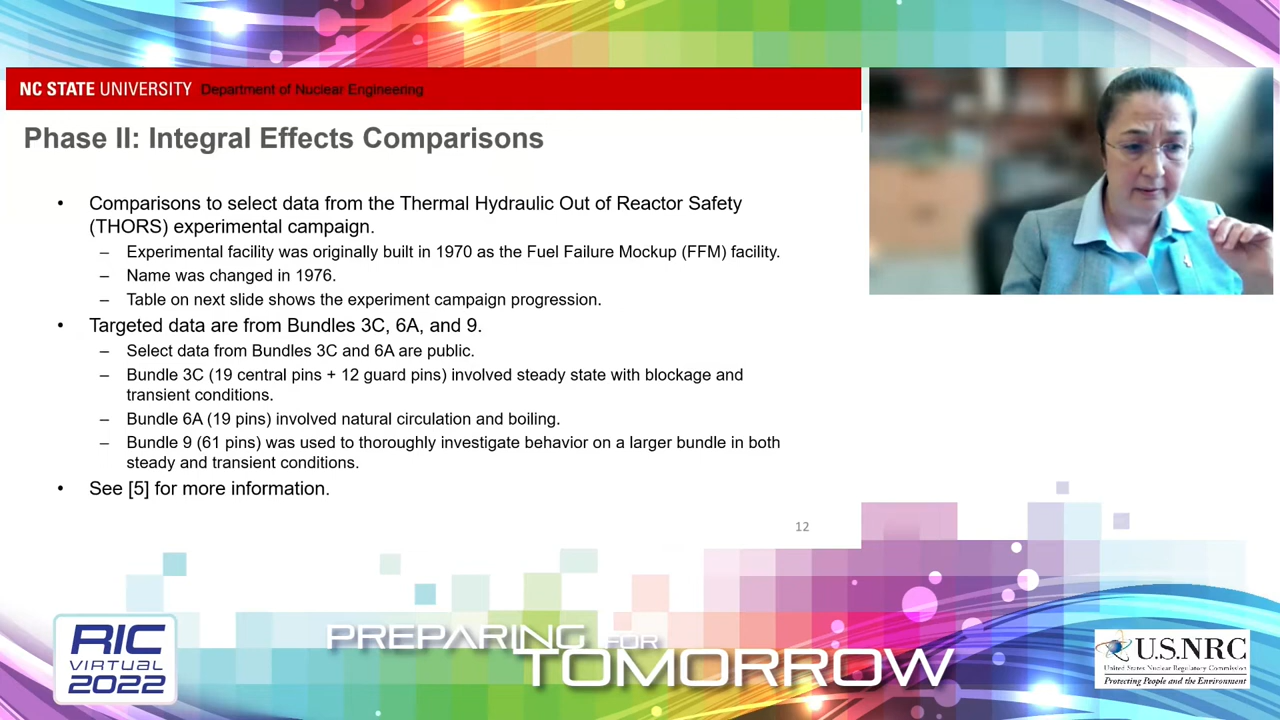 NC STATE UNIVERSITY Department of Nuclear Engineering
Phase II: Integral Effects Comparisons
• Comparisons to select data from the Thermal Hydraulic Out of Reactor Safety
(THORS) experimental campaign.
– Experimental facility was originally built in 1970 as the Fuel Failure Mockup (FFM) facility.
– Name was changed in 1976.
– Table on next slide shows the experiment campaign progression.
• Targeted data are from Bundles 3C, 6A, and 9.
– Select data from Bundles 3C and 6A are public.
– Bundle 3C (19 central pins + 12 guard pins) involved steady state with blockage and
transient conditions.
– Bundle 6A (19 pins) involved natural circulation and boiling.
– Bundle 9 (61 pins) was used to thoroughly investigate behavior on a larger bundle in both
steady and transient conditions.
• See [5] for more information.
12
RIC
VIRTUAL
2022
PREPARING FOR
TOMORROW
U.S.NRC
United States Nuclear Regulatory Commission
Protecting People and the Environment